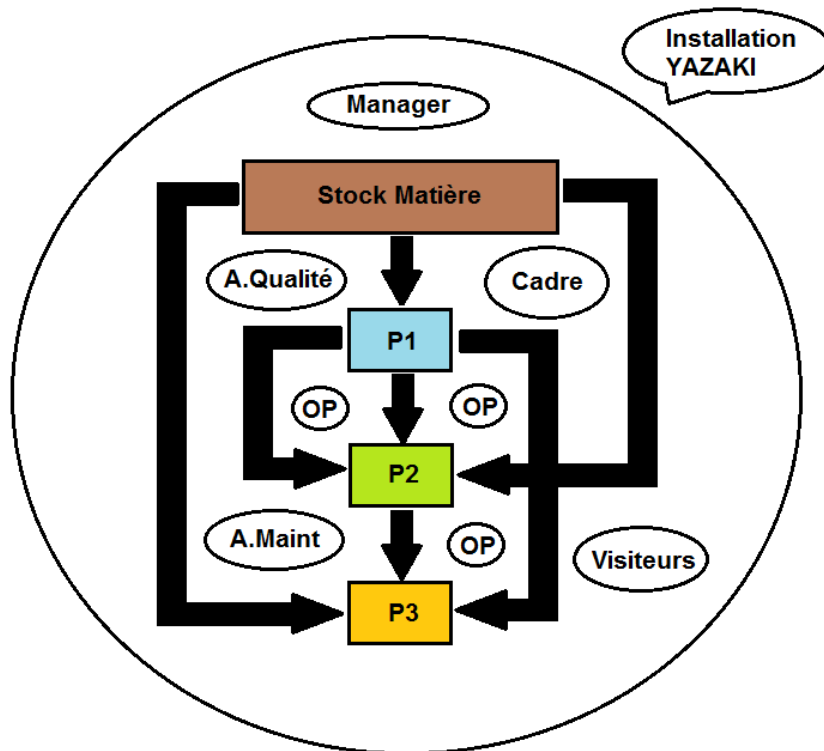 Installation
YAZAKI
Manager
Stock Matière
A.Qualité
Cadre
P1
OP
OP
P2
A.Maint
OP
Visiteurs
P3